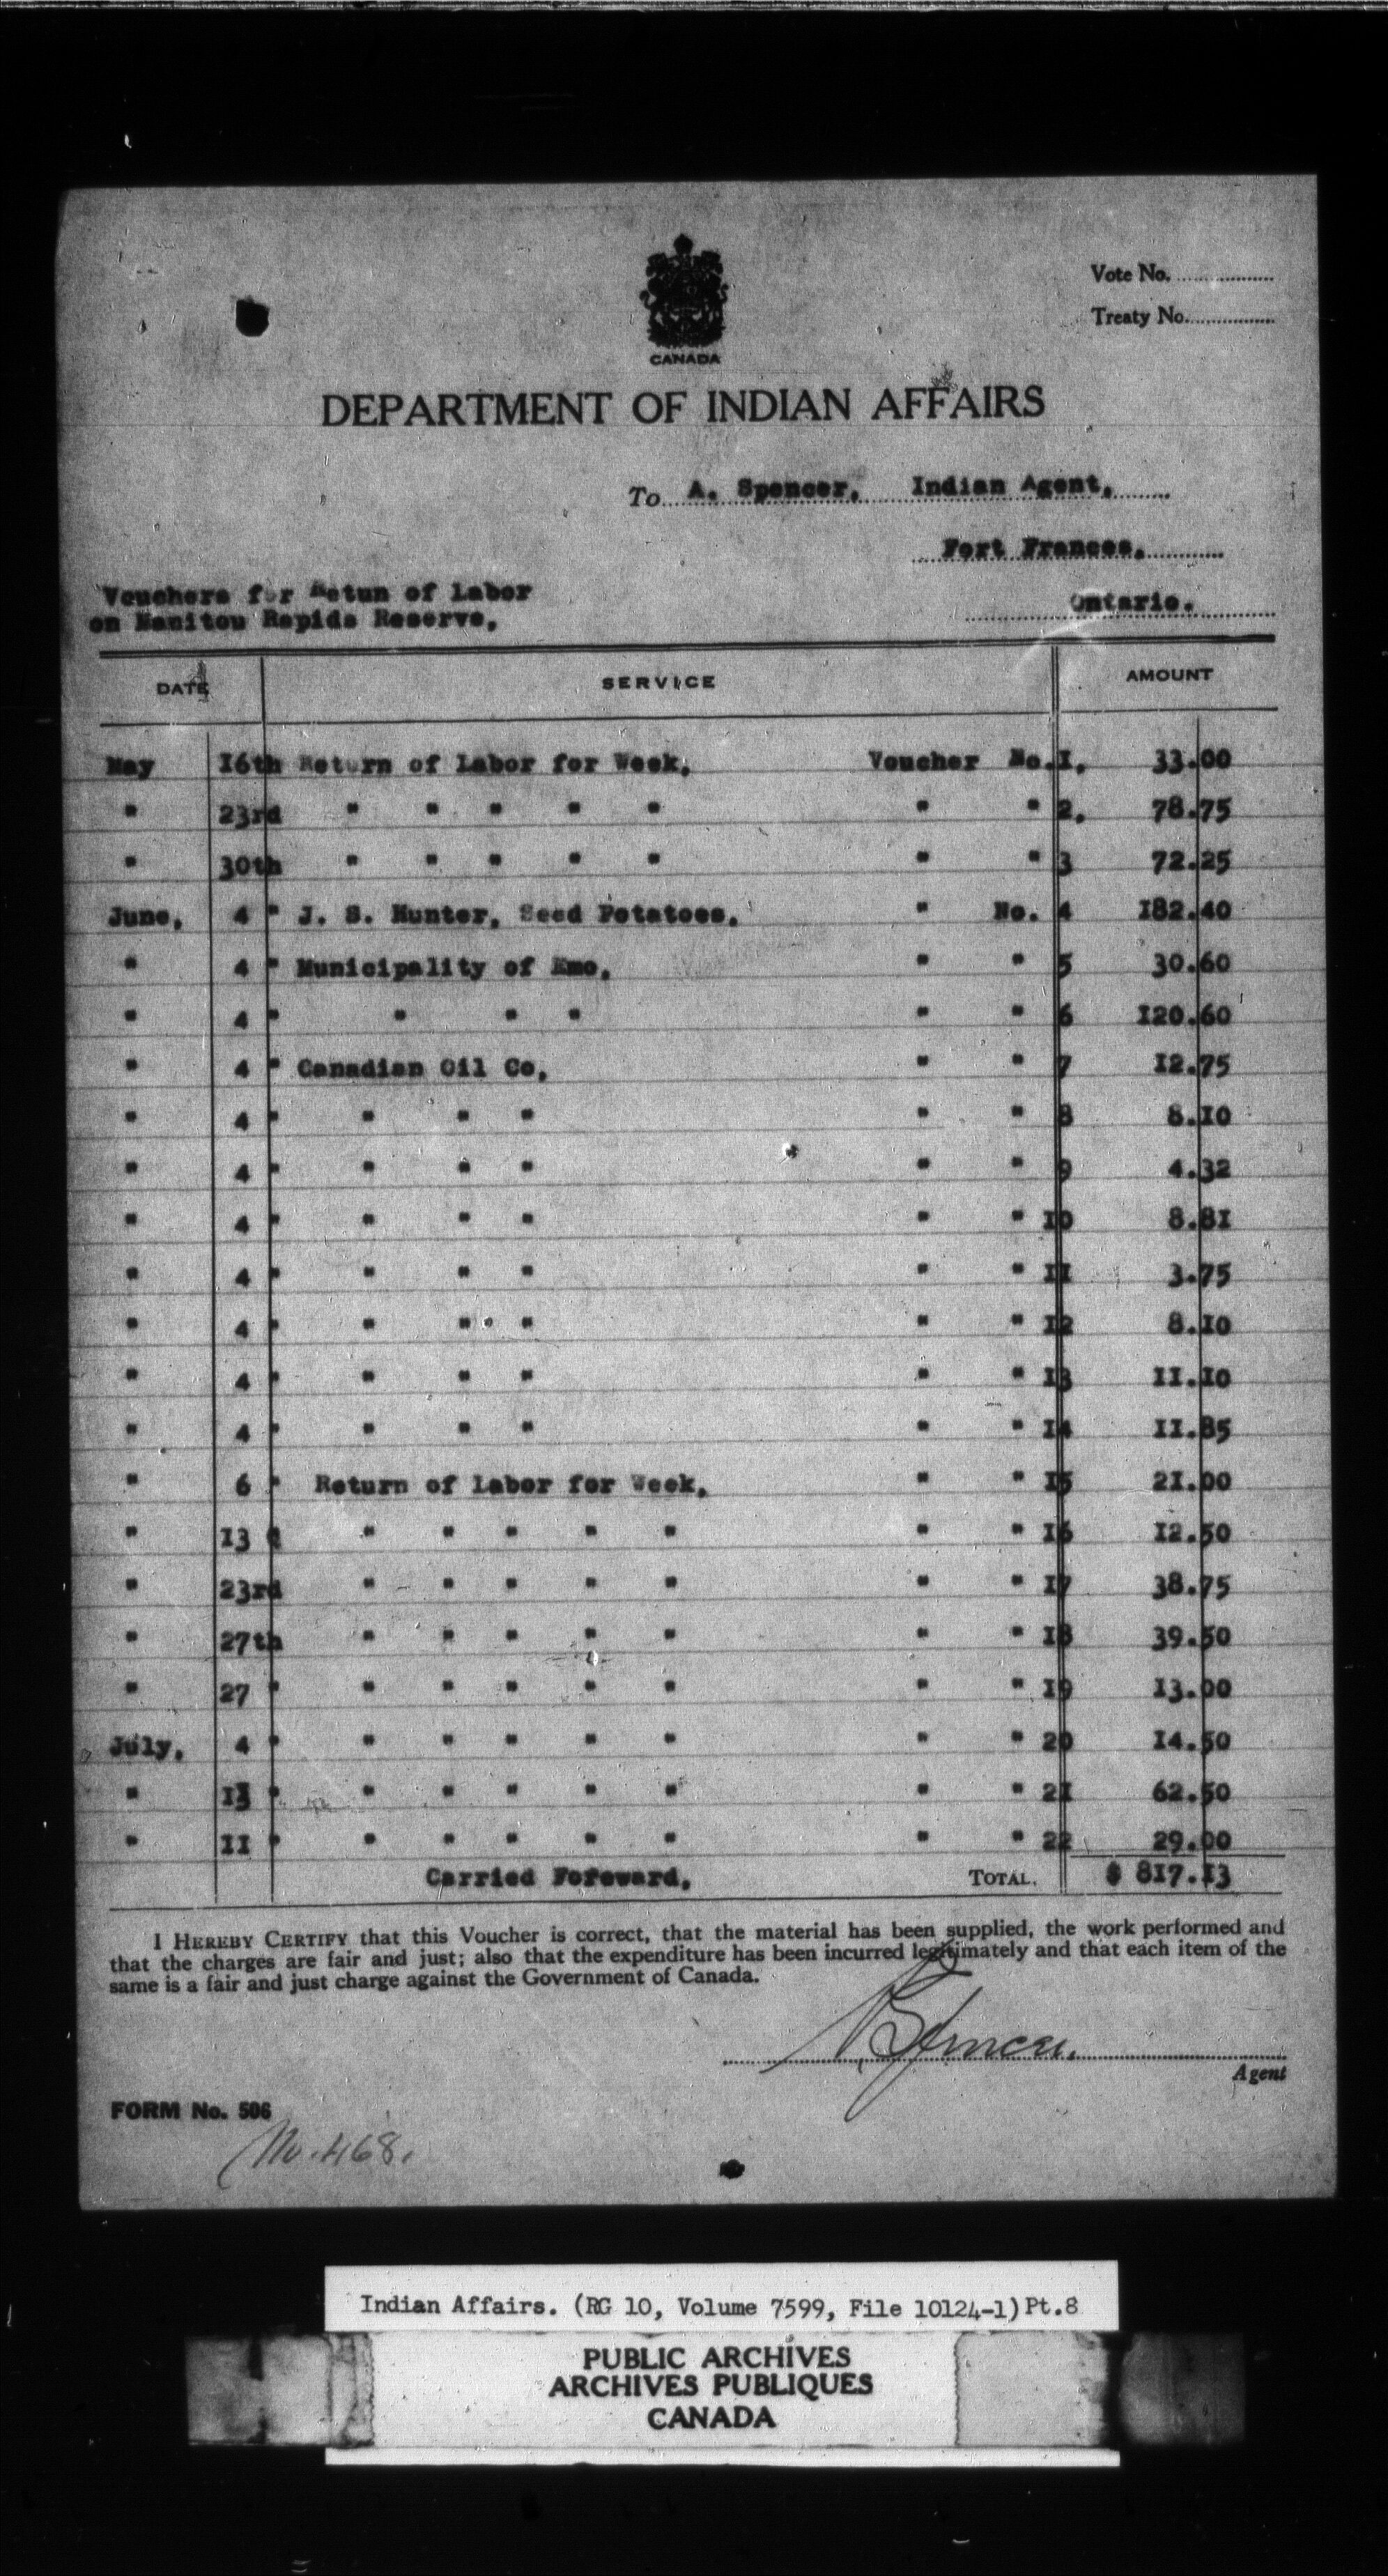 CANADA
Vote No.
Treaty No.
DEPARTMENT OF INDIAN AFFAIRS
To A. Spencer, Indian Agent,
Fort Frances,
Ontario.
Vouchers for Retun of Labor
on Manitou Rapids Reserve,
DATE SERVICE AMOUNT
May 16th Return of Labor for Week, Voucher No. 1, 33.00
" 23rd " " " " " " " 2, 78.75
" 30th " " " " " " " 3 72.25
June, 4 " J. S. Hunter, Seed Potatoes, " No. 4 182.40
" 4 " Municipality of Emo, " " 5 30.60
" 4 " " " " " " 6 120.60
" 4 " Canadian Oil Co, " " 7 12.75
" 4 " " " " " " 8 8.10
" 4 " " " " " " 9 4.32
" 4 " " " " " " 10 8.81
" 4 " " " " " " 11 3.75
" 4 " " " " " " 12 8.10
" 4 " " " " " " 13 11.10
" 4 " " " " " " 14 11.85
" 6 " Return of Labor for Week, " " 15 21.00
" 13 " " " " " " " 16 12.50
" 23rd " " " " " " " 17 38.75
" 27th " " " " " " " 18 39.50
" 27 " " " " " " " " 19 13.00
July, 4 " " " " " " " " 20 14.50
" 13 " " " " " " " " 21 62.50
" 11 " " " " " " " " 22 29.00
Carried Foreward, TOTAL, $ 817.13
I HEREBY CERTIFY that this Voucher is correct, that the material has been supplied, the work performed and
that the charges are fair and just; also that the expenditure has been incurred legitimately and that each item of the
same is a fair and just charge against the Government of Canada.
Spencer.
Agent
FORM No. 506
No. 468.
Indian Affairs. (RG 10, Volume 7599, File 10124-1) Pt.8
PUBLIC ARCHIVES
ARCHIVES PUBLIQUES
CANADA